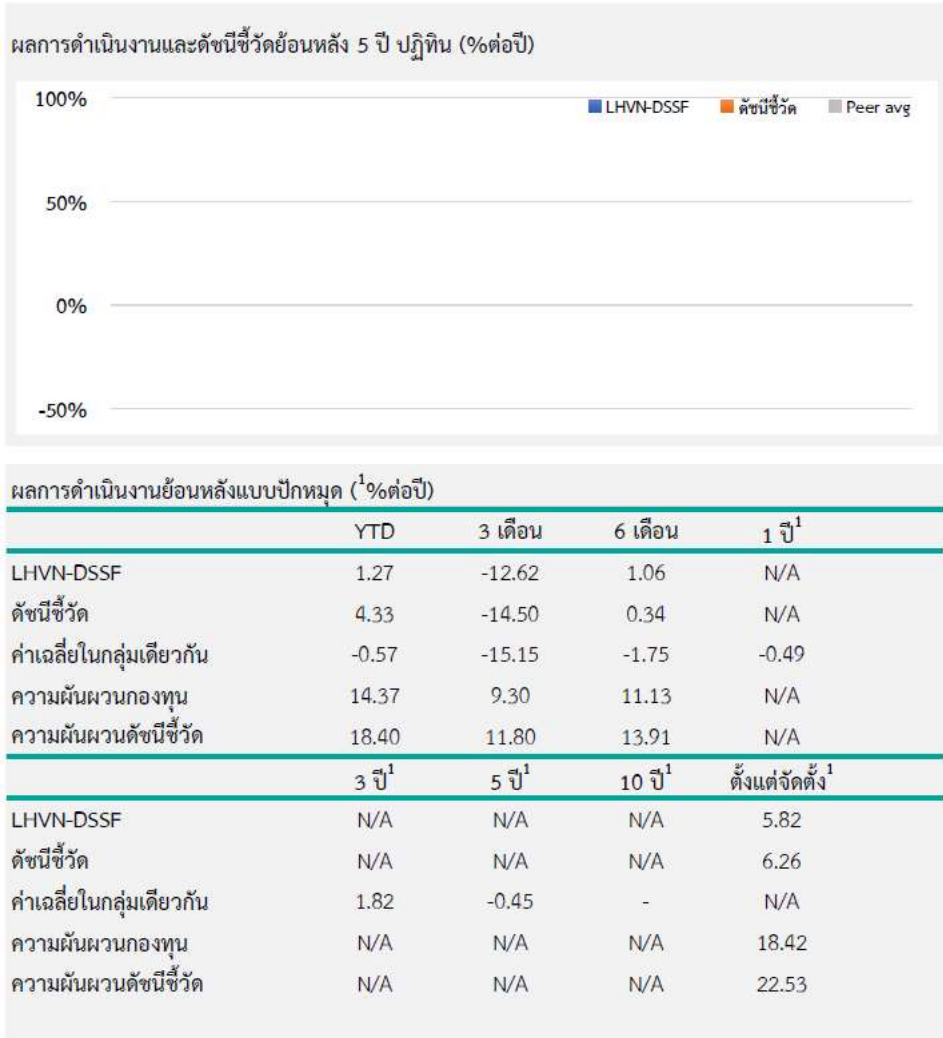 ผลการดำเนินงานและดัชนีชี้วัดย้อนหลัง 5 ปี ปฏิทิน (%ต่อปี)
100% LHVN-DSSF ดัชนีชี้วัด Peer avg
50%
0%
-50%
ผลการดำเนินงานย้อนหลังแบบปักหมุด (¹%ต่อปี)
YTD 3 เดือน 6 เดือน 1 ปี¹
LHVN-DSSF 1.27 -12.62 1.06 N/A
ดัชนีชี้วัด 4.33 -14.50 0.34 N/A
ค่าเฉลี่ยในกลุ่มเดียวกัน -0.57 -15.15 -1.75 -0.49
ความผันผวนกองทุน 14.37 9.30 11.13 N/A
ความผันผวนดัชนีชี้วัด 18.40 11.80 13.91 N/A
3 ปี¹ 5 ปี¹ 10 ปี¹ ตั้งแต่จัดตั้ง¹
LHVN-DSSF N/A N/A N/A 5.82
ดัชนีชี้วัด N/A N/A N/A 6.26
ค่าเฉลี่ยในกลุ่มเดียวกัน 1.82 -0.45 - N/A
ความผันผวนกองทุน N/A N/A N/A 18.42
ความผันผวนดัชนีชี้วัด N/A N/A N/A 22.53